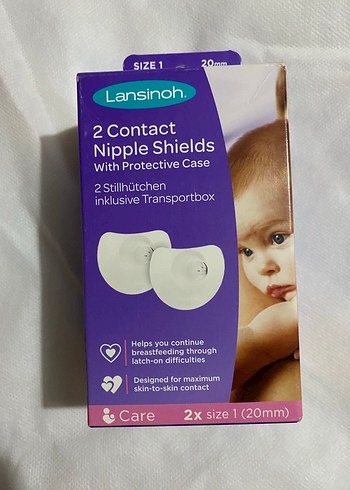 SIZE 1 20mm
Lansinoh®
2 Contact
Nipple Shields
With Protective Case
2 Stillhütchen
inklusive Transportbox
Helps you continue
breastfeeding through
latch-on difficulties
Designed for maximum
skin-to-skin contact
Care 2x size 1 (20mm)